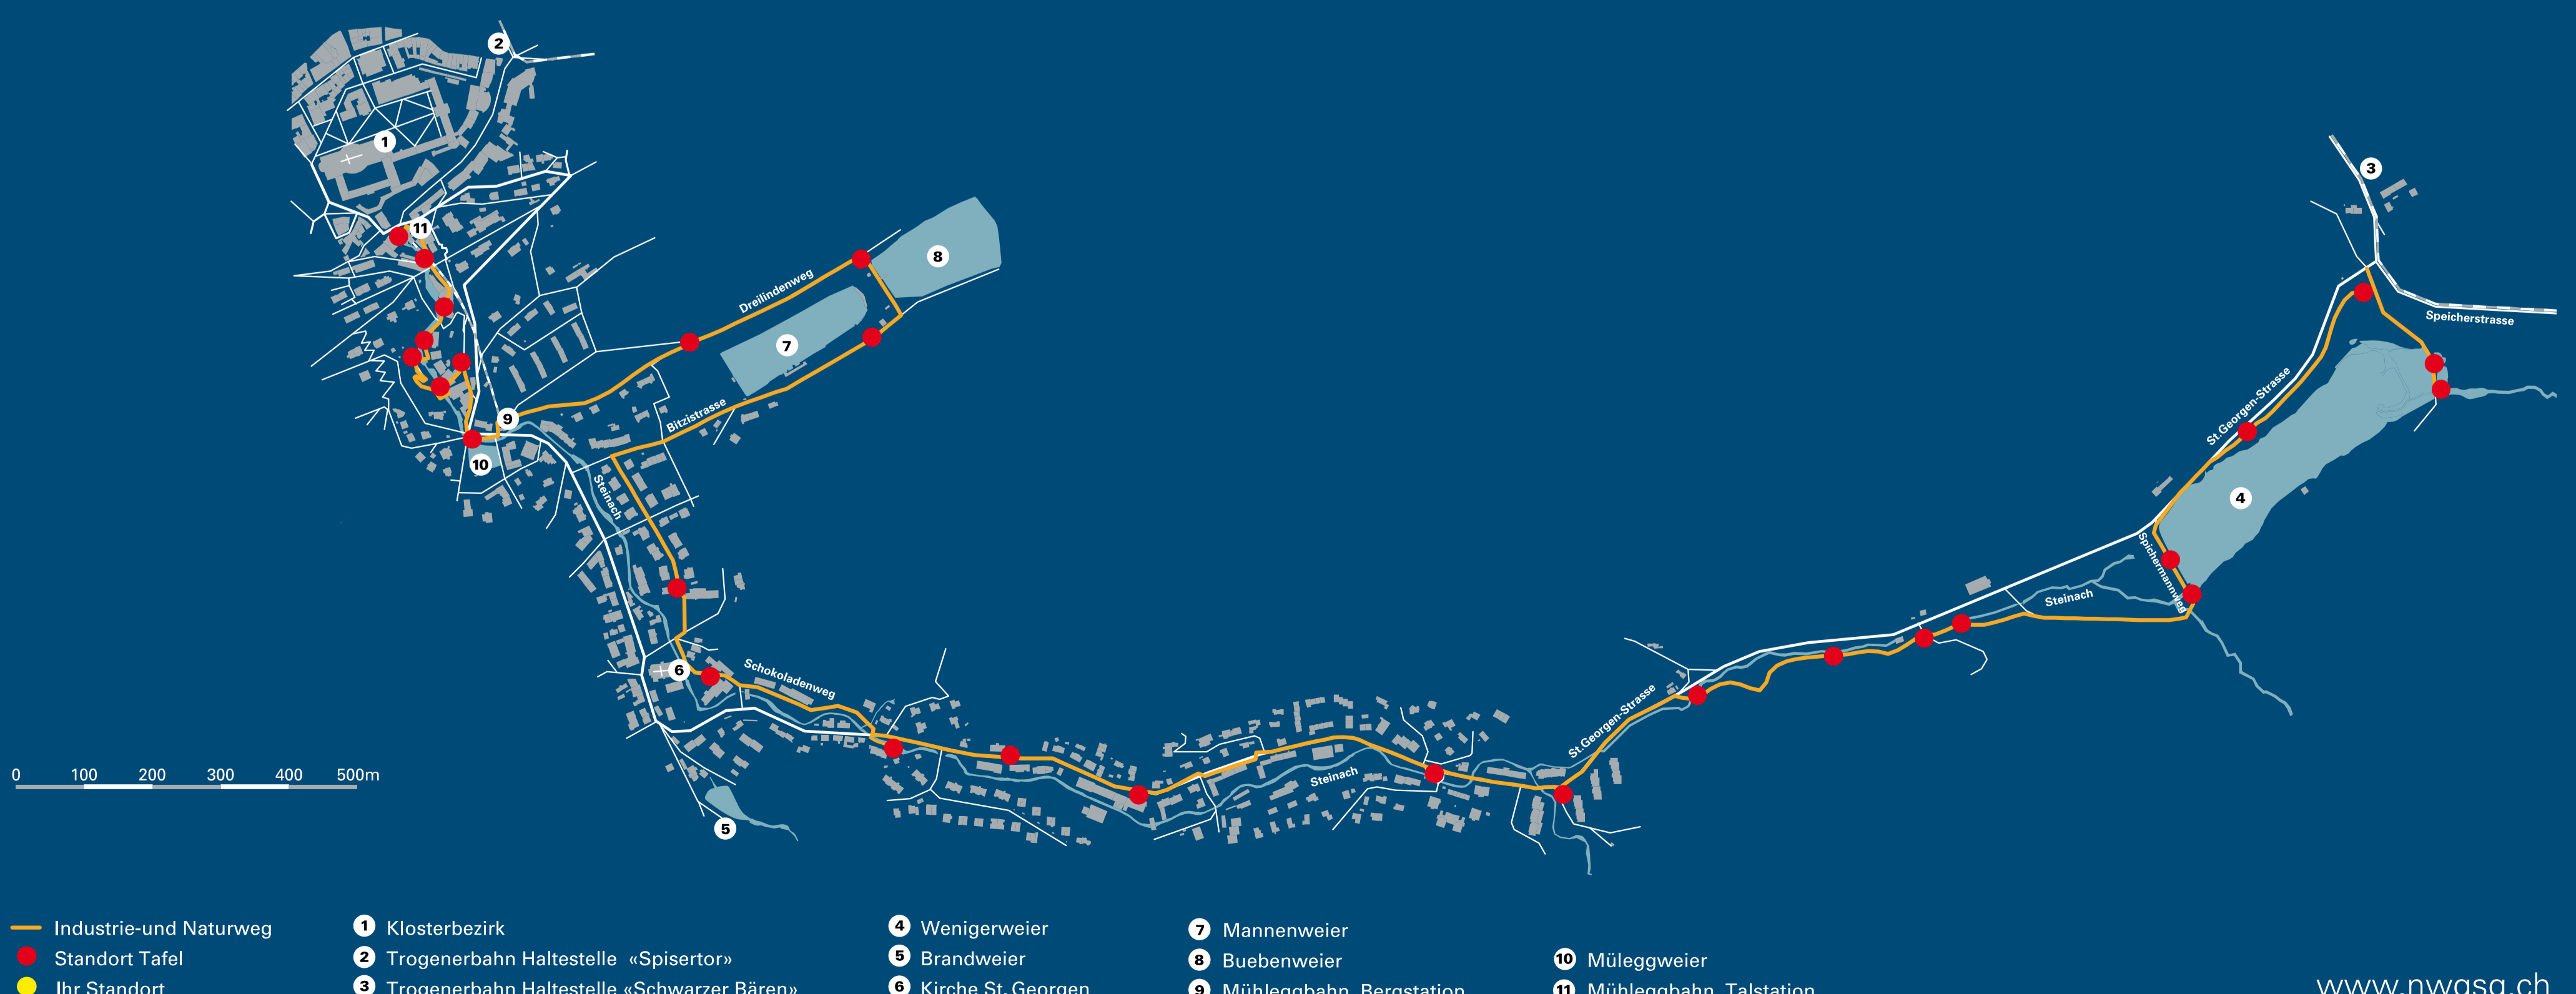 2
1
3
11
8
Dreilindenweg
Speicherstrasse
7
St.Georgen-Strasse
Bitzistrasse
9
10
4
Steinach
Spichermannweg
Steinach
6
Schokoladenweg
St.Georgen-Strasse
Steinach
0 100 200 300 400 500m
5
Industrie-und Naturweg
Standort Tafel
Ihr Standort
1 Klosterbezirk
2 Trogenerbahn Haltestelle «Spisertor»
3 Trogenerbahn Haltestelle «Schwarzer Bären»
4 Wenigerweier
5 Brandweier
6 Kirche St. Georgen
7 Mannenweier
8 Buebenweier
9 Mühleggbahn, Bergstation
10 Müleggweier
11 Mühleggbahn, Talstation
www.nwasg.ch